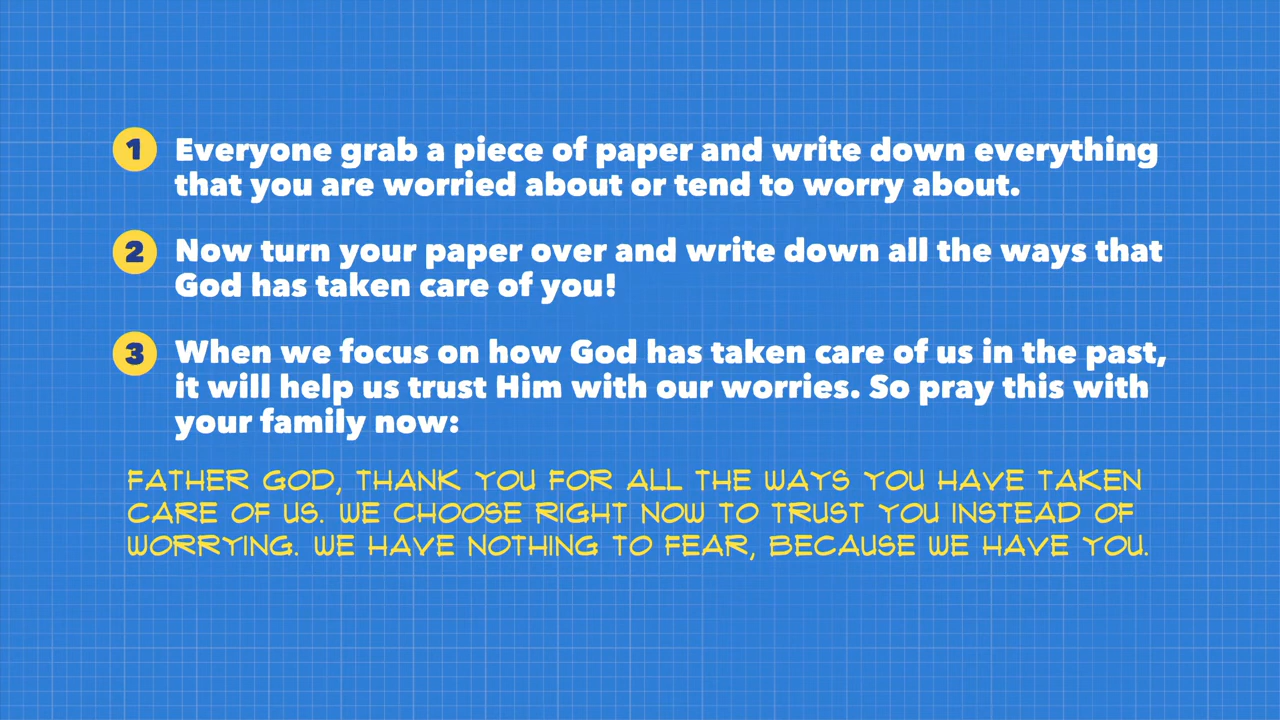 1 Everyone grab a piece of paper and write down everything
that you are worried about or tend to worry about.
2 Now turn your paper over and write down all the ways that
God has taken care of you!
3 When we focus on how God has taken care of us in the past,
it will help us trust Him with our worries. So pray this with
your family now:
FATHER GOD, THANK YOU FOR ALL THE WAYS YOU HAVE TAKEN
CARE OF US. WE CHOOSE RIGHT NOW TO TRUST YOU INSTEAD OF
WORRYING. WE HAVE NOTHING TO FEAR, BECAUSE WE HAVE YOU.